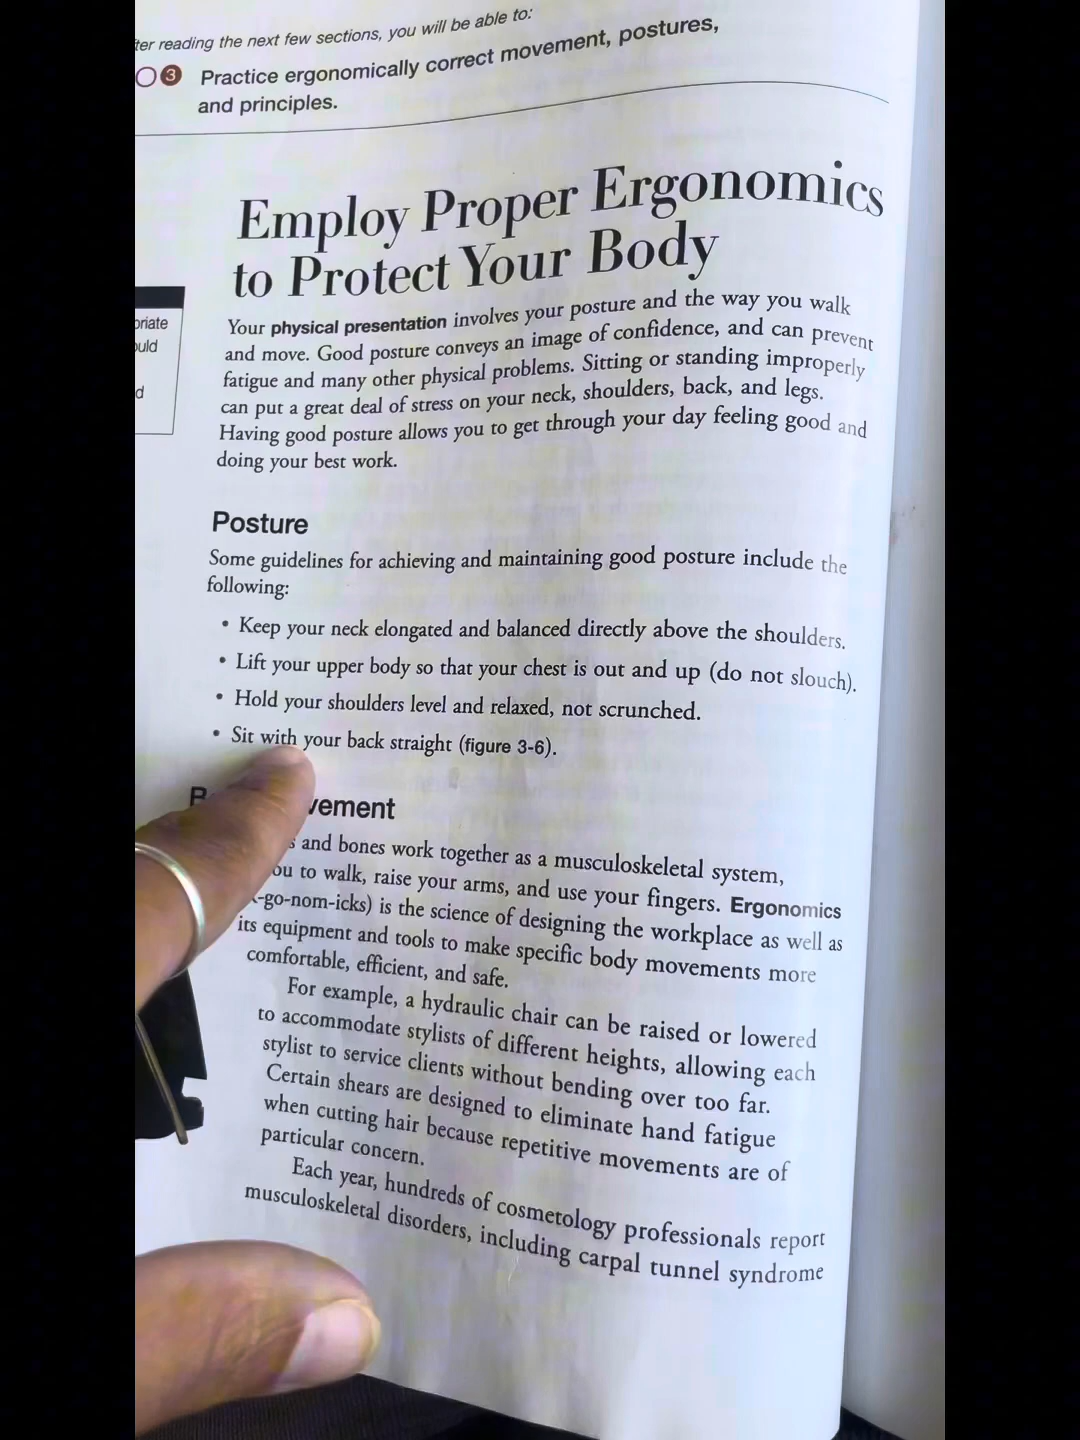 ter reading the next few sections, you will be able to:
3 Practice ergonomically correct movement, postures,
and principles.
Employ Proper Ergonomics
to Protect Your Body
priate
ould
d
Your physical presentation involves your posture and the way you walk
and move. Good posture conveys an image of confidence, and can prevent
fatigue and many other physical problems. Sitting or standing improperly
can put a great deal of stress on your neck, shoulders, back, and legs.
Having good posture allows you to get through your day feeling good and
doing your best work.
Posture
Some guidelines for achieving and maintaining good posture include the
following:
• Keep your neck elongated and balanced directly above the shoulders.
• Lift your upper body so that your chest is out and up (do not slouch).
• Hold your shoulders level and relaxed, not scrunched.
• Sit with your back straight (figure 3-6).
vement
s and bones work together as a musculoskeletal system,
ou to walk, raise your arms, and use your fingers. Ergonomics
-go-nom-icks) is the science of designing the workplace as well as
its equipment and tools to make specific body movements more
comfortable, efficient, and safe.
For example, a hydraulic chair can be raised or lowered
to accommodate stylists of different heights, allowing each
stylist to service clients without bending over too far.
Certain shears are designed to eliminate hand fatigue
when cutting hair because repetitive movements are of
particular concern.
Each year, hundreds of cosmetology professionals report
musculoskeletal disorders, including carpal tunnel syndrome